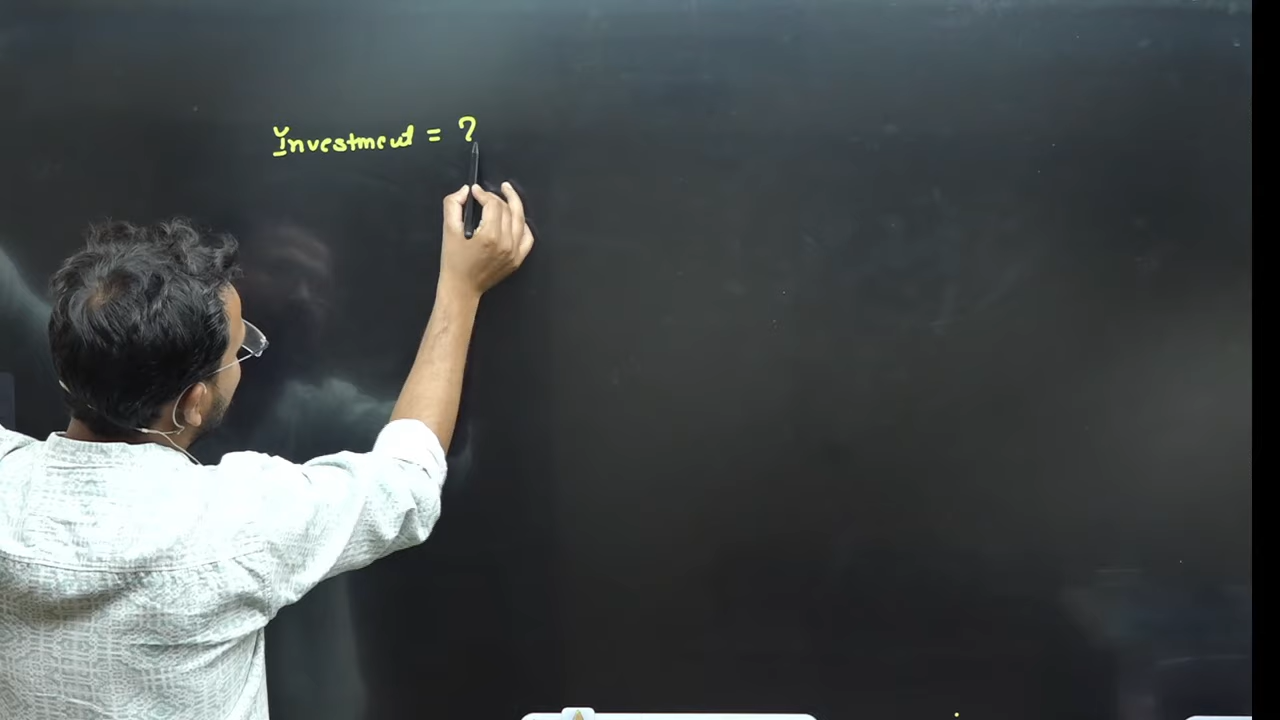 Investment = ?